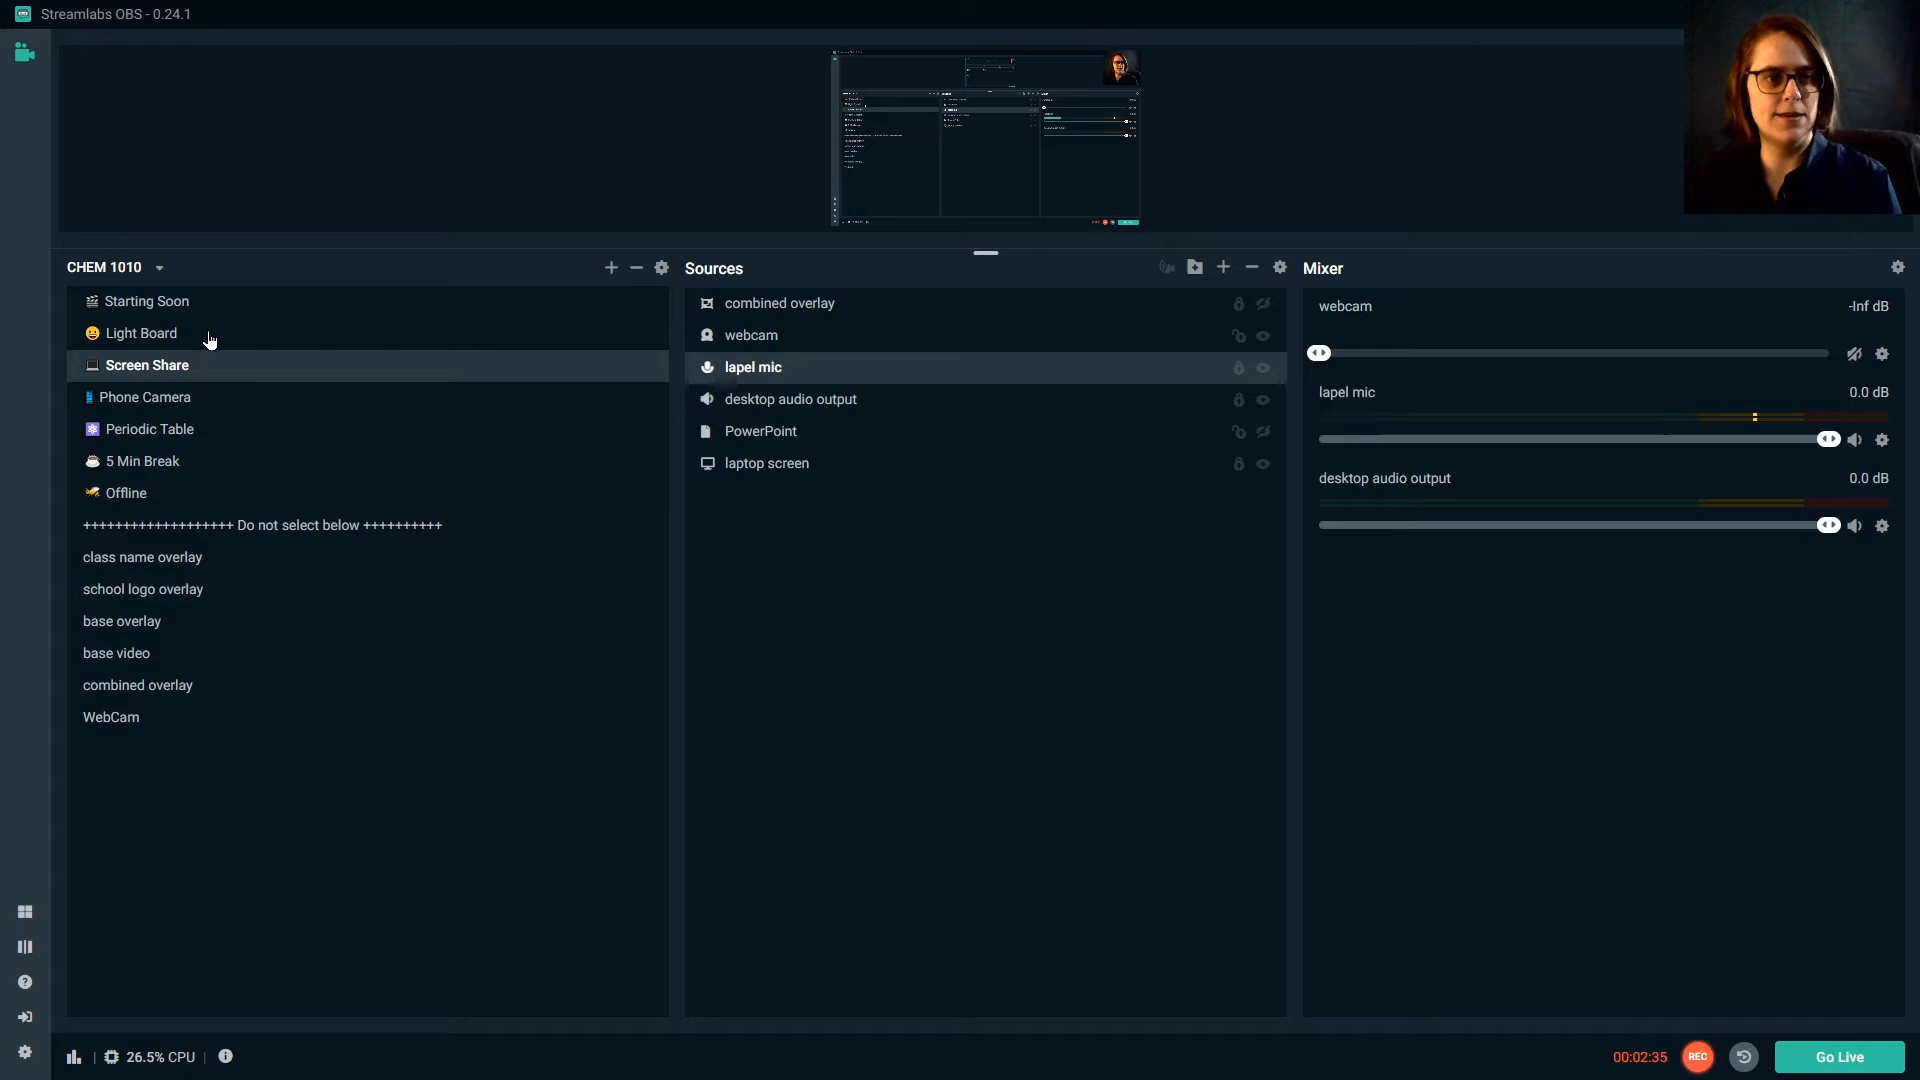 Streamlabs OBS - 0.24.1
CHEM 1010
Starting Soon
Light Board
Screen Share
Phone Camera
Periodic Table
5 Min Break
Offline
+++++++++++++++++++ Do not select below ++++++++++
class name overlay
school logo overlay
base overlay
base video
combined overlay
WebCam
Sources
combined overlay
webcam
lapel mic
desktop audio output
PowerPoint
laptop screen
Mixer
webcam -Inf dB
lapel mic 0.0 dB
desktop audio output 0.0 dB
26.5% CPU
00:02:35 REC Go Live